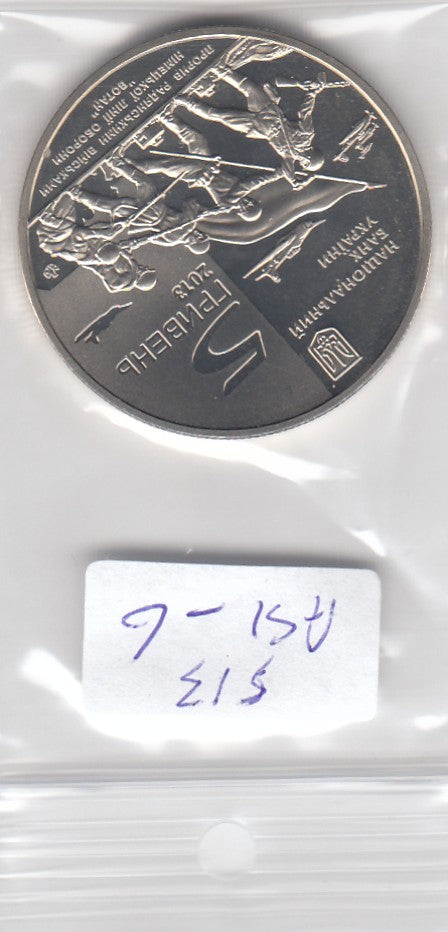 НАЦІОНАЛЬНИЙ
БАНК
УКРАЇНИ
5
ГРИВЕНЬ
2013
ПРОРИВ РАДЯНСЬКИМИ ВІЙСЬКАМИ
НІМЕЦЬКОЇ ЛІНІЇ ОБОРОНИ
"ВОТАН"
$13